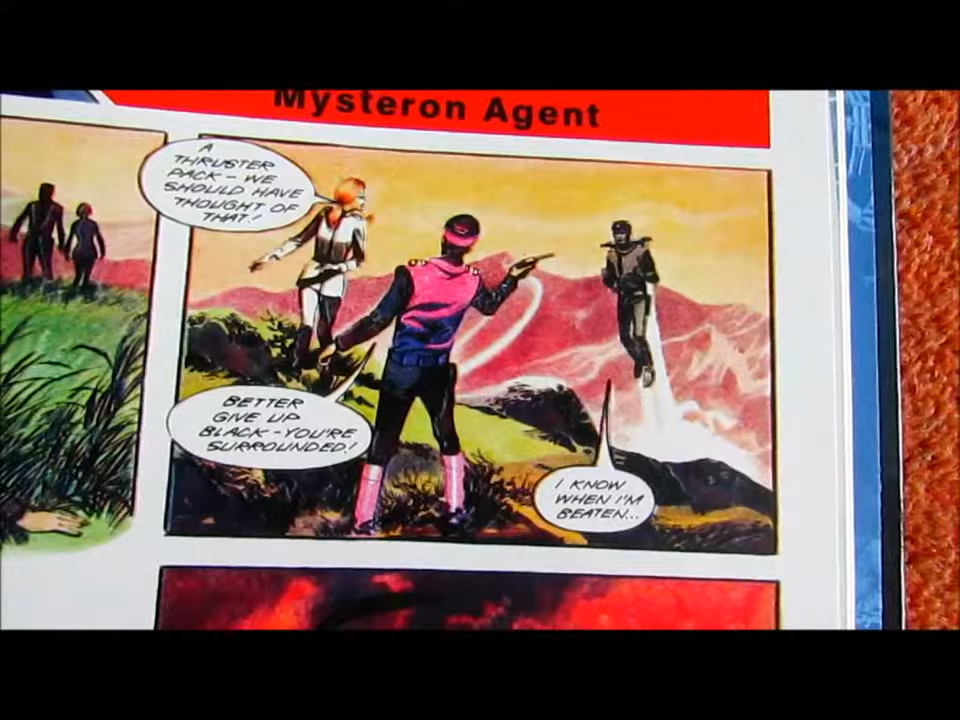 Mysteron Agent
A
THRUSTER
PACK - WE
SHOULD HAVE
THOUGHT OF
THAT!
BETTER
GIVE UP
BLACK - YOU'RE
SURROUNDED!
I KNOW
WHEN I'M
BEATEN...